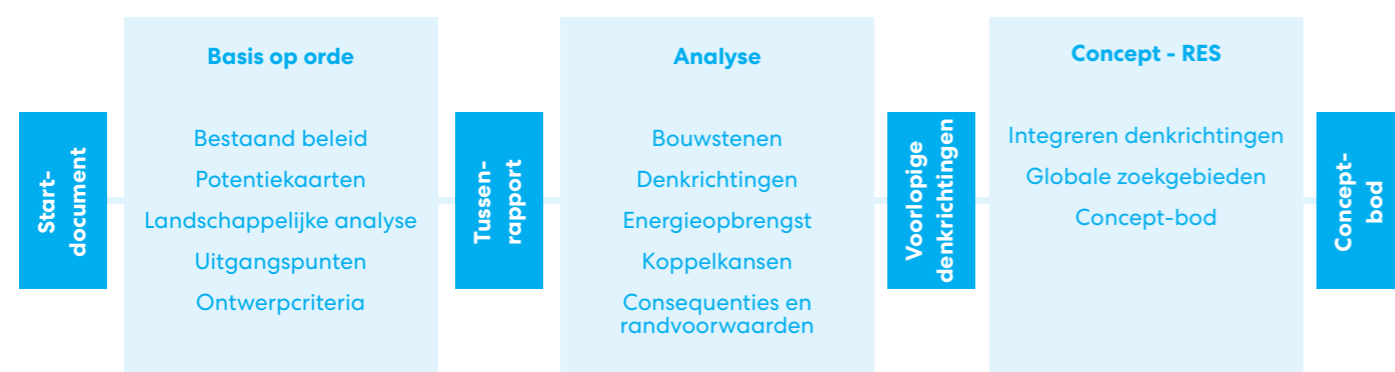 Start-
document
Basis op orde
Bestaand beleid
Potentiekaarten
Landschappelijke analyse
Uitgangspunten
Ontwerpcriteria
Tussen-
rapport
Analyse
Bouwstenen
Denkrichtingen
Energieopbrengst
Koppelkansen
Consequenties en
randvoorwaarden
Voorlopige
denkrichtingen
Concept - RES
Integreren denkrichtingen
Globale zoekgebieden
Concept-bod
Concept-
bod